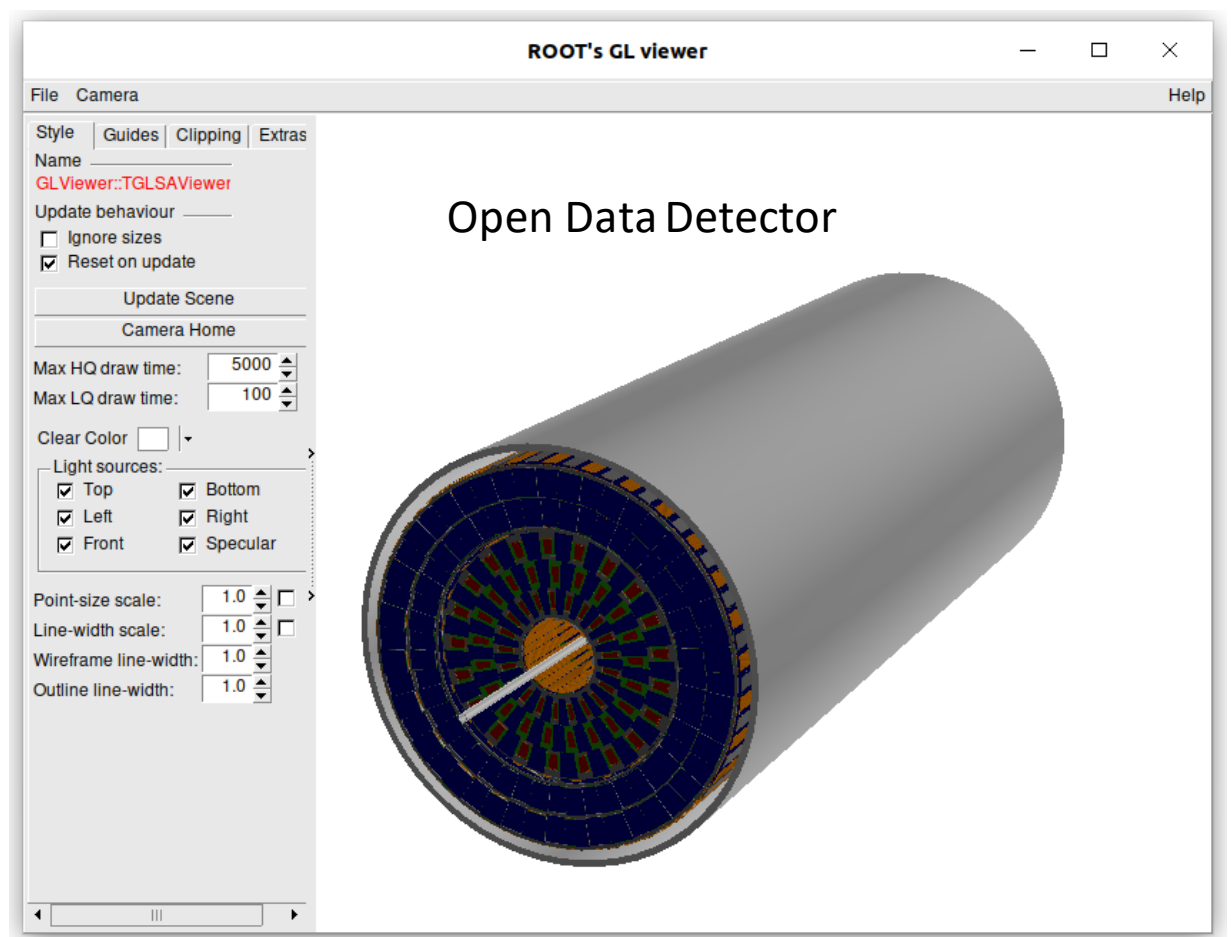 ROOT's GL viewer
File Camera Help
Style Guides Clipping Extras
Name
GLViewer::TGLSAViewer
Update behaviour
Ignore sizes
Reset on update
Update Scene
Camera Home
Max HQ draw time: 5000
Max LQ draw time: 100
Clear Color
Light sources:
Top Bottom
Left Right
Front Specular
Point-size scale: 1.0
Line-width scale: 1.0
Wireframe line-width: 1.0
Outline line-width: 1.0
Open Data Detector